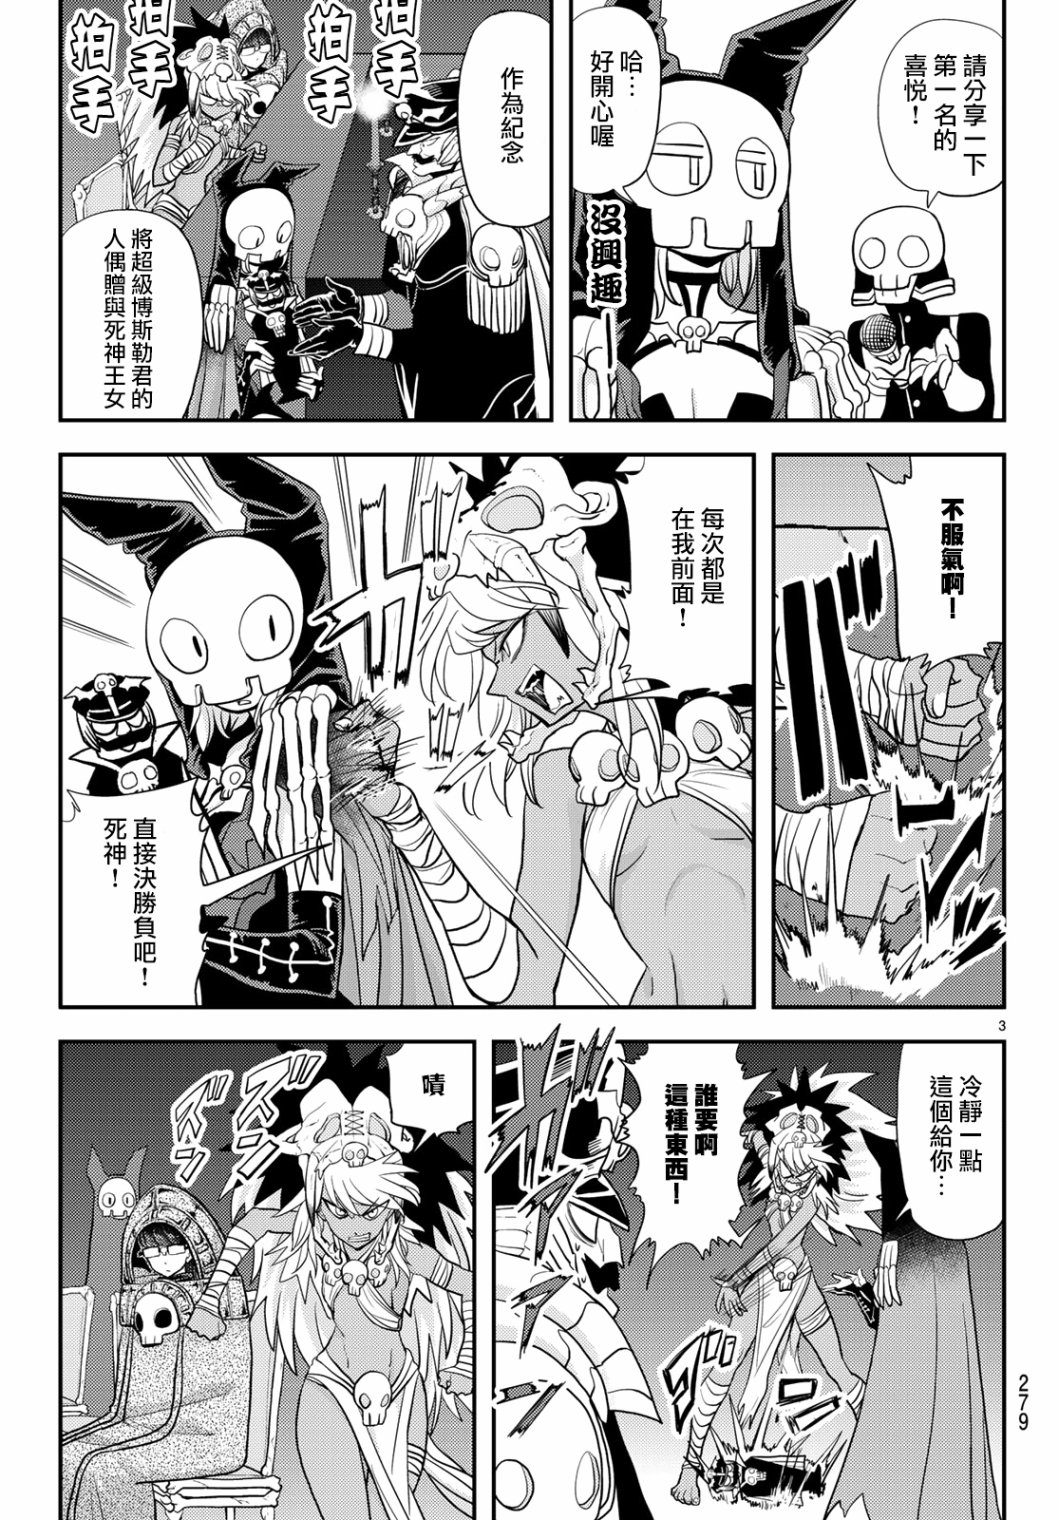 請分享一下
第一名的
喜悦！
哈…
好開心喔
沒興趣
！
作為紀念
拍手
拍手
拍手
拍手
將超級博斯勒君的
人偶贈與死神王女
不服氣啊！
每次都是
在我前面！
直接決勝負吧！
死神！
3
冷靜一點
這個給你…
誰要啊
這種東西！
嘖
279